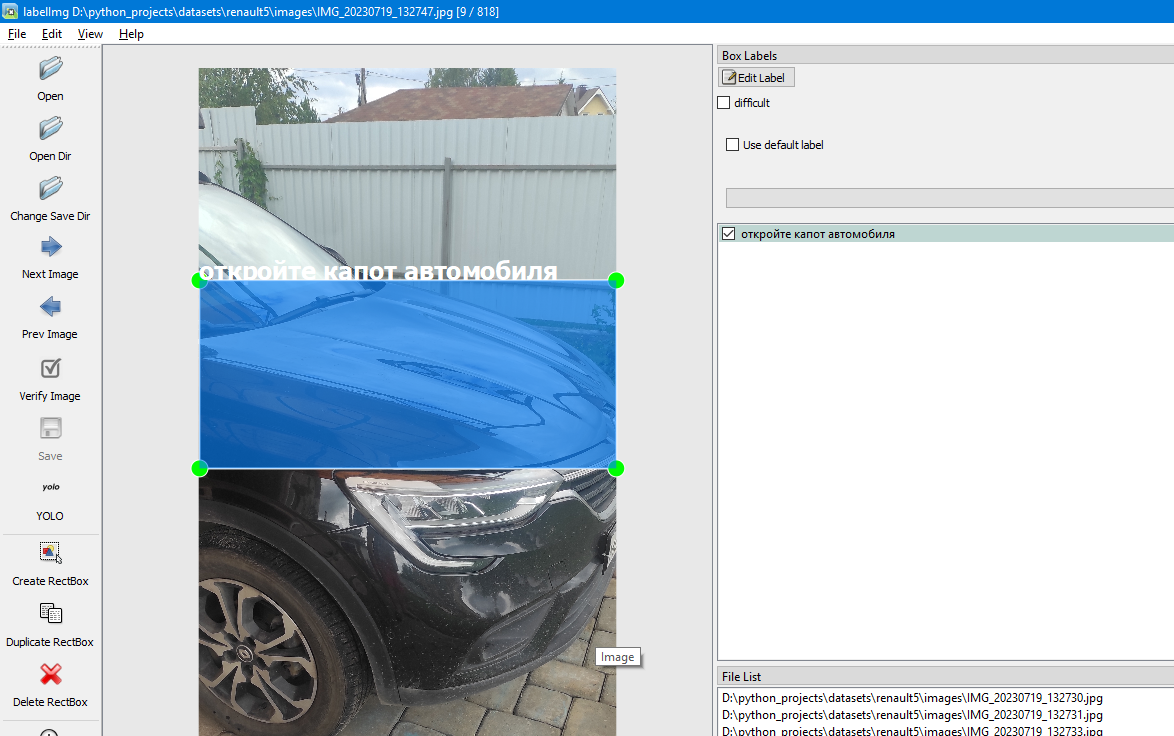 labelImg D:\python_projects\datasets\renault5\images\IMG_20230719_132747.jpg [9 / 818]
File Edit View Help
Open
Open Dir
Change Save Dir
Next Image
Prev Image
Verify Image
Save
yolo
YOLO
Create RectBox
Duplicate RectBox
Delete RectBox
откройте капот автомобиля
Image
Box Labels
Edit Label
difficult
Use default label
откройте капот автомобиля
File List
D:\python_projects\datasets\renault5\images\IMG_20230719_132730.jpg
D:\python_projects\datasets\renault5\images\IMG_20230719_132731.jpg
D:\python_projects\datasets\renault5\images\IMG_20230719_132733.jpg